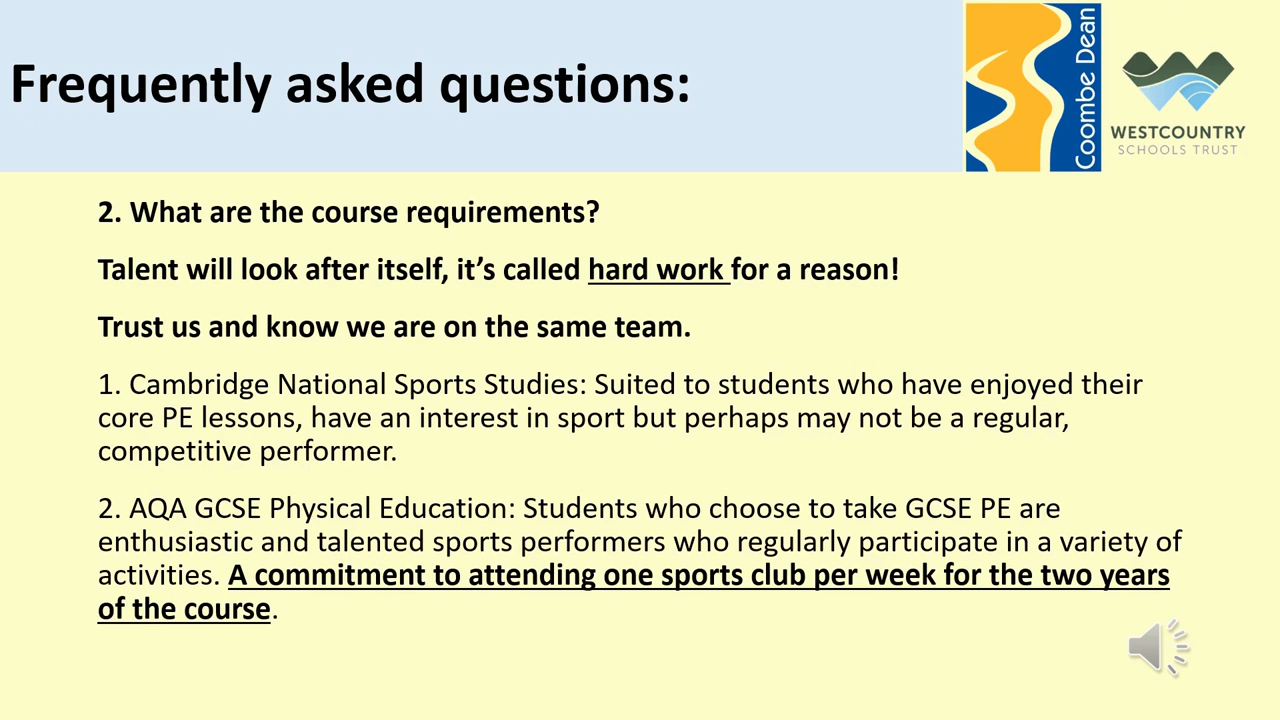 Frequently asked questions:
Coombe Dean
WESTCOUNTRY
SCHOOLS TRUST
2. What are the course requirements?
Talent will look after itself, it’s called hard work for a reason!
Trust us and know we are on the same team.
1. Cambridge National Sports Studies: Suited to students who have enjoyed their
core PE lessons, have an interest in sport but perhaps may not be a regular,
competitive performer.
2. AQA GCSE Physical Education: Students who choose to take GCSE PE are
enthusiastic and talented sports performers who regularly participate in a variety of
activities. A commitment to attending one sports club per week for the two years
of the course.